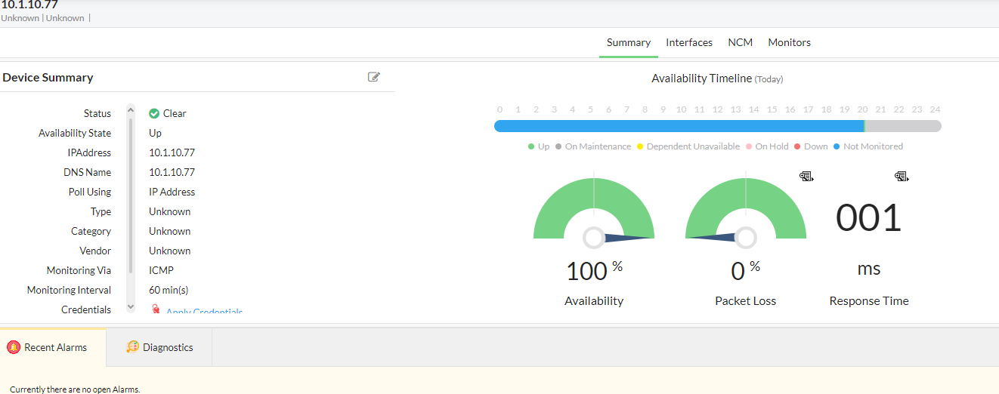 10.1.10.77
Unknown | Unknown |
Summary Interfaces NCM Monitors
Device Summary
Status Clear
Availability State Up
IPAddress 10.1.10.77
DNS Name 10.1.10.77
Poll Using IP Address
Type Unknown
Category Unknown
Vendor Unknown
Monitoring Via ICMP
Monitoring Interval 60 min(s)
Credentials Apply Credentials
Availability Timeline (Today)
0 1 2 3 4 5 6 7 8 9 10 11 12 13 14 15 16 17 18 19 20 21 22 23 24
Up On Maintenance Dependent Unavailable On Hold Down Not Monitored
100 % 0 % 001
ms
Availability Packet Loss Response Time
Recent Alarms Diagnostics
Currently there are no open Alarms.